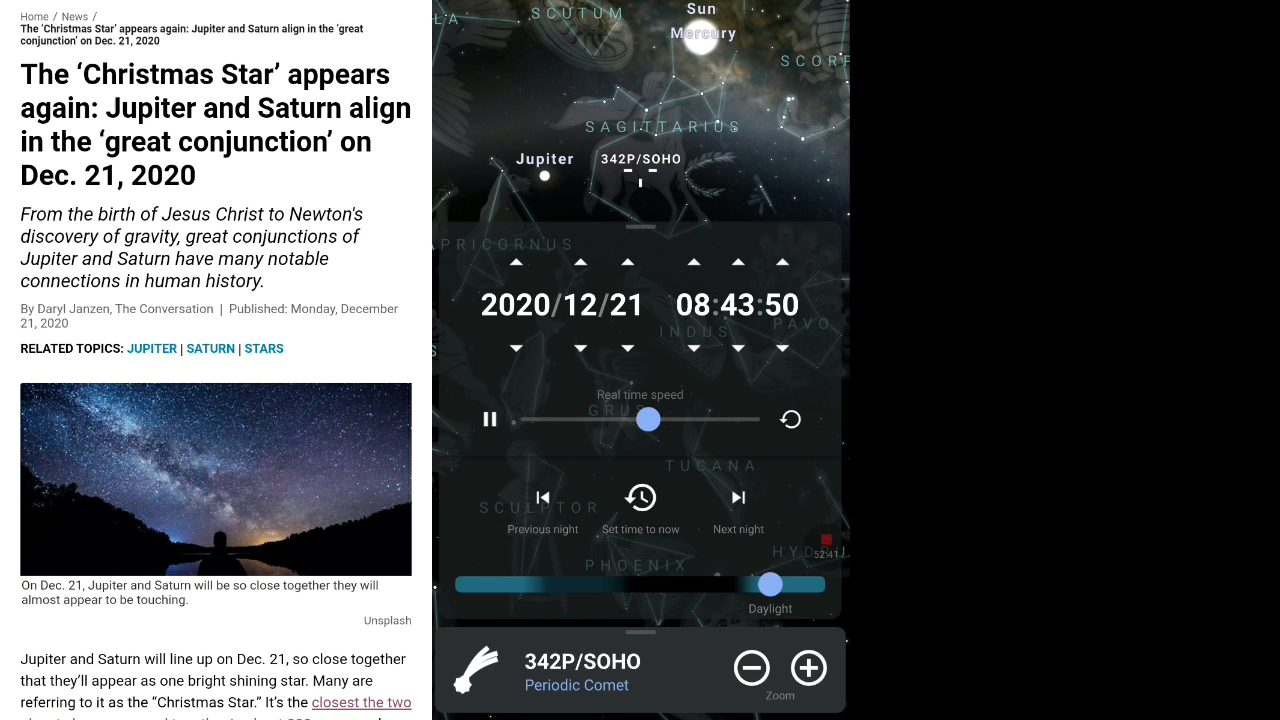 Home / News /
The ‘Christmas Star’ appears again: Jupiter and Saturn align in the ‘great
conjunction’ on Dec. 21, 2020
The ‘Christmas Star’ appears
again: Jupiter and Saturn align
in the ‘great conjunction’ on
Dec. 21, 2020
From the birth of Jesus Christ to Newton's
discovery of gravity, great conjunctions of
Jupiter and Saturn have many notable
connections in human history.
By Daryl Janzen, The Conversation | Published: Monday, December
21, 2020
RELATED TOPICS: JUPITER | SATURN | STARS
On Dec. 21, Jupiter and Saturn will be so close together they will
almost appear to be touching.
Unsplash
Jupiter and Saturn will line up on Dec. 21, so close together
that they’ll appear as one bright shining star. Many are
referring to it as the “Christmas Star.” It’s the closest the two
LA
SCUTUM
Sun
Mercury
SCORP
SAGITTARIUS
Jupiter
342P/SOHO
APRICORNUS
2020/12/21 08:43:50
INDUS
PAVO
S
Real time speed
GRUS
TUCANA
SCULPTOR
Previous night
Set time to now
Next night
HYDRU
52:41
PHOENIX
Daylight
342P/SOHO
Periodic Comet
Zoom